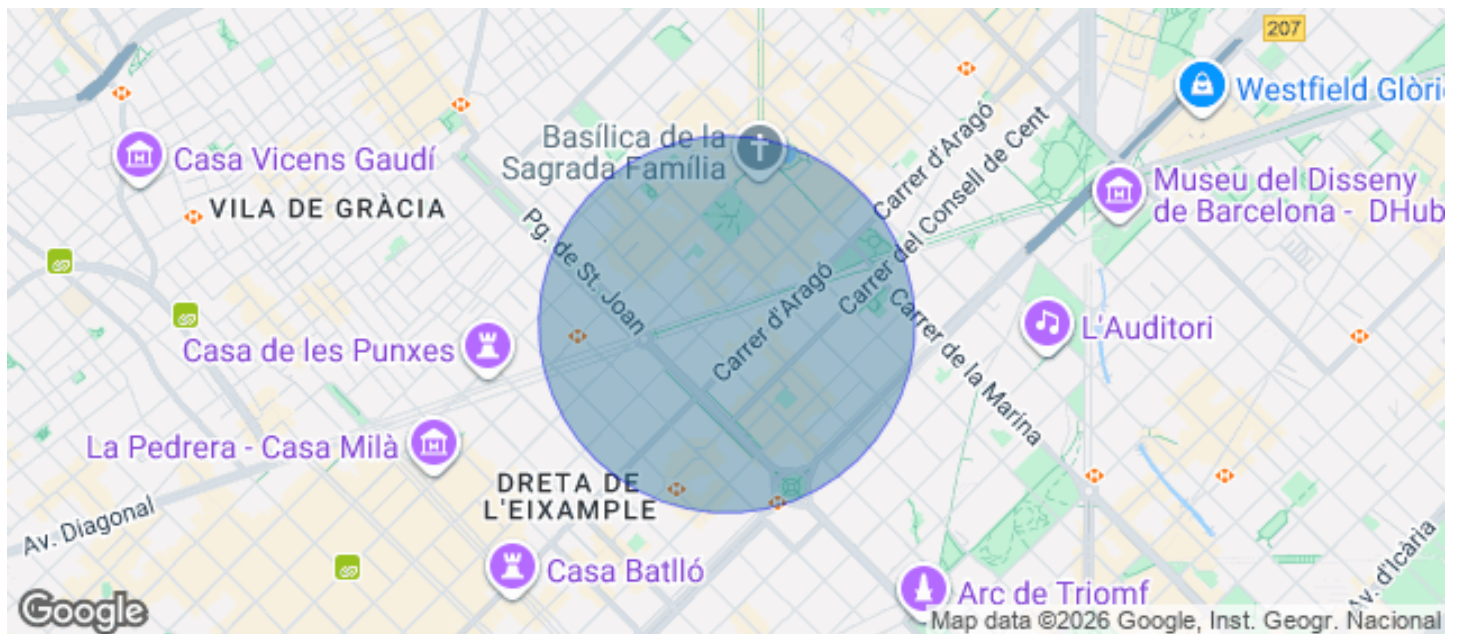 207
Westfield Glòri
Basílica de la
Sagrada Família
Carrer d'Aragó
Carrer del Consell de Cent
Casa Vicens Gaudí
Museu del Disseny
de Barcelona - DHub
VILA DE GRÀCIA
Pg. de St. Joan
Carrer d'Aragó
Carrer de la Marina
L'Auditori
Casa de les Punxes
La Pedrera - Casa Milà
DRETA DE
L'EIXAMPLE
Av. Diagonal
Casa Batlló
Arc de Triomf
Av. d'Icària
Google
Map data ©2026 Google, Inst. Geogr. Nacional